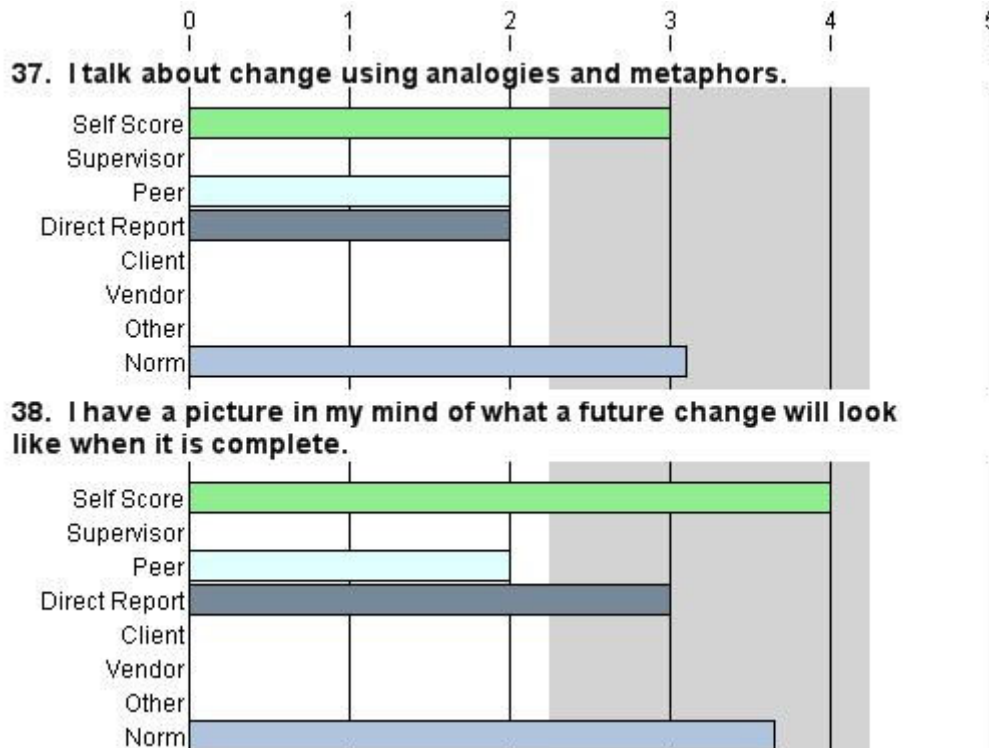 0 1 2 3 4
37. I talk about change using analogies and metaphors.
Self Score
Supervisor
Peer
Direct Report
Client
Vendor
Other
Norm
38. I have a picture in my mind of what a future change will look
like when it is complete.
Self Score
Supervisor
Peer
Direct Report
Client
Vendor
Other
Norm